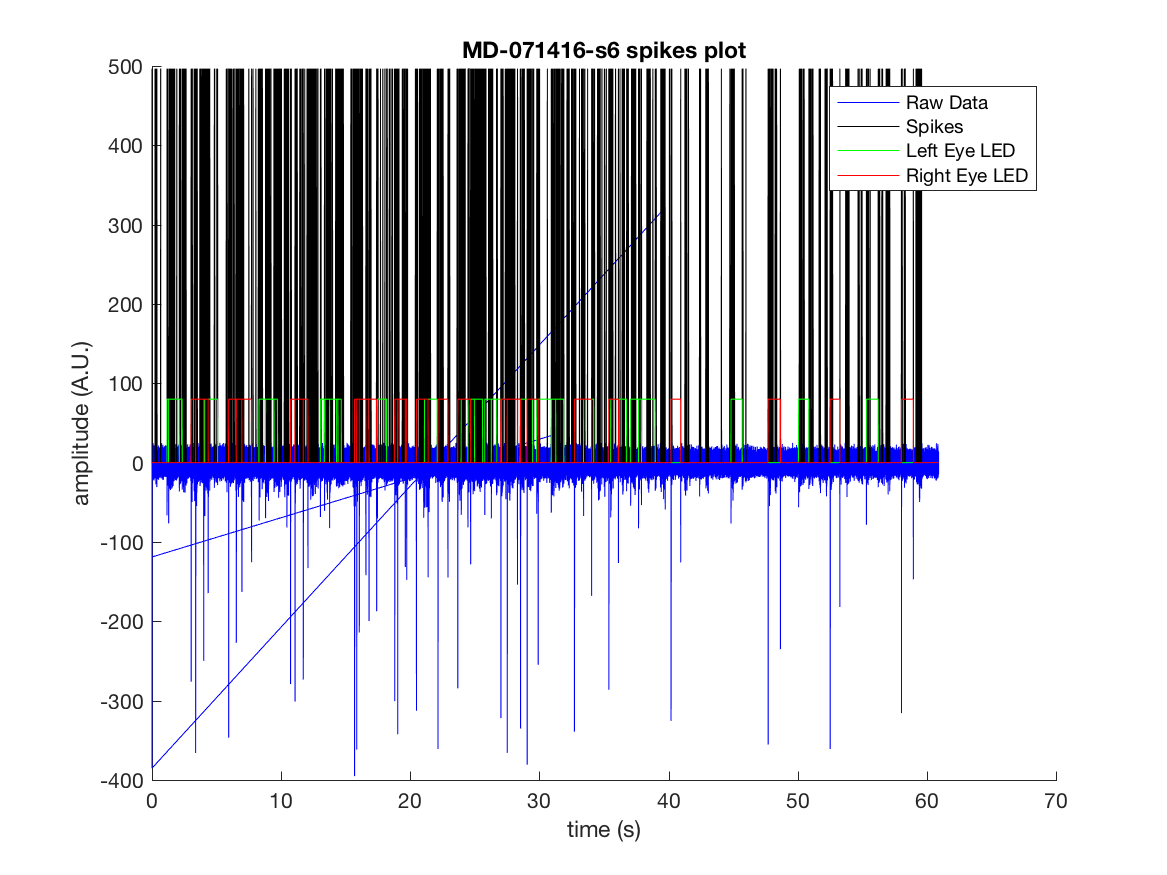 MD-071416-s6 spikes plot
500
400
300
200
100
0
-100
-200
-300
-400
amplitude (A.U.)
Raw Data
Spikes
Left Eye LED
Right Eye LED
0 10 20 30 40 50 60 70
time (s)